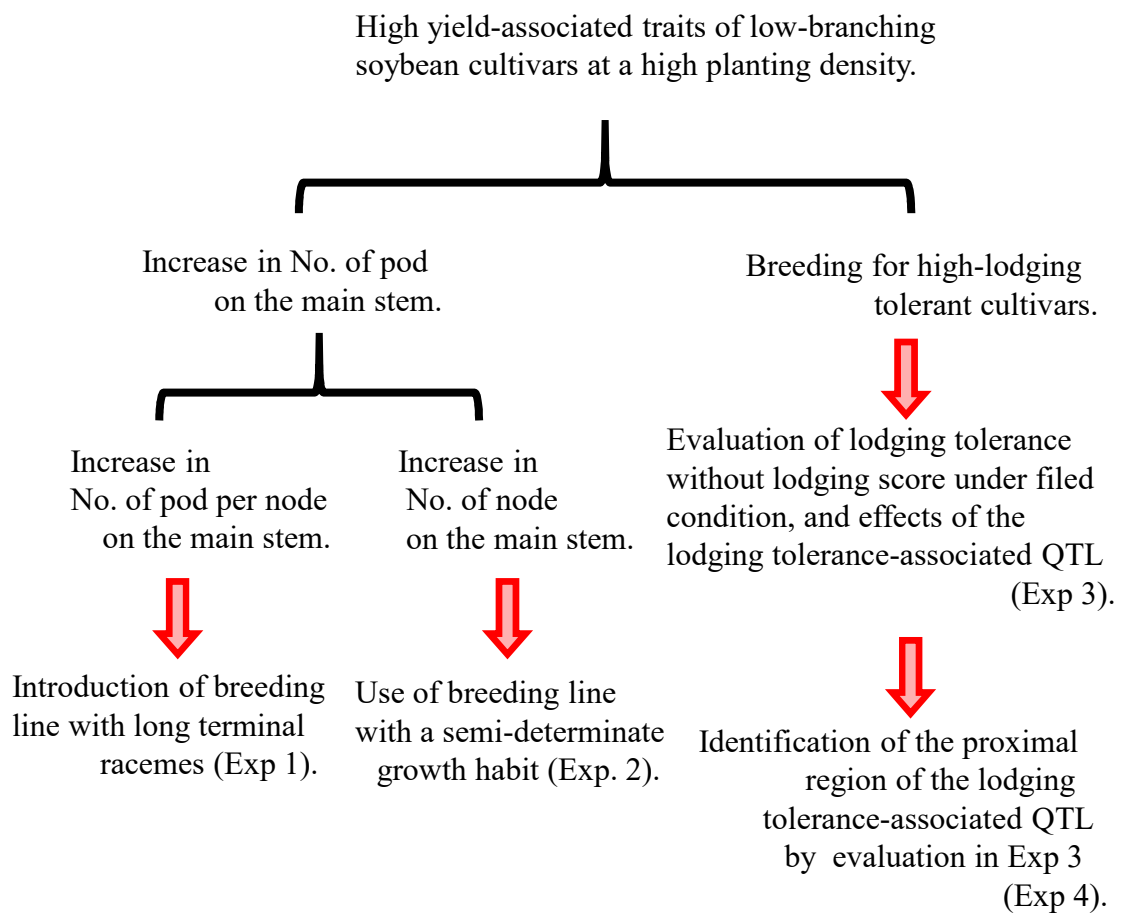 High yield-associated traits of low-branching
soybean cultivars at a high planting density.
Increase in No. of pod
on the main stem.
Breeding for high-lodging
tolerant cultivars.
Increase in
No. of pod per node
on the main stem.
Increase in
No. of node
on the main stem.
Evaluation of lodging tolerance
without lodging score under filed
condition, and effects of the
lodging tolerance-associated QTL
(Exp 3).
Introduction of breeding
line with long terminal
racemes (Exp 1).
Use of breeding line
with a semi-determinate
growth habit (Exp. 2).
Identification of the proximal
region of the lodging
tolerance-associated QTL
by evaluation in Exp 3
(Exp 4).